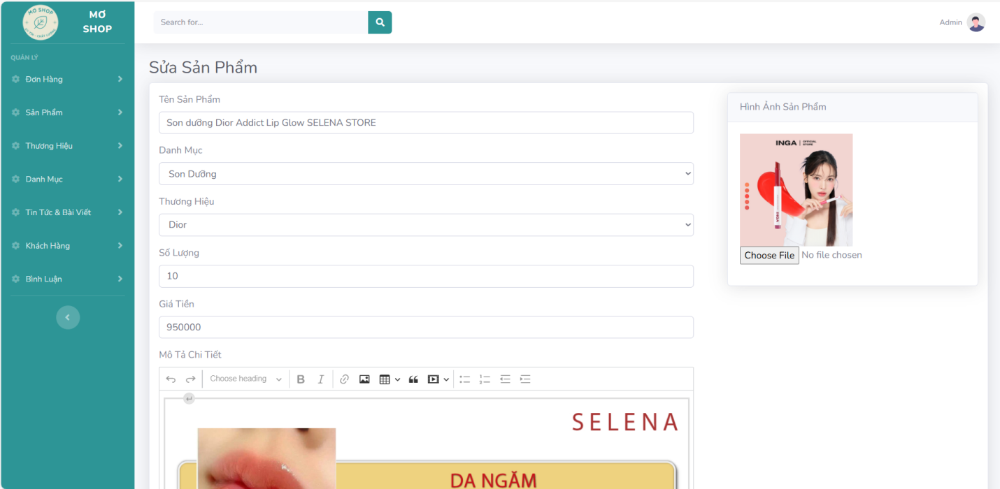 MƠ SHOP
MƠ
SHOP
Search for...
Admin
QUẢN LÝ
Đơn Hàng
Sản Phẩm
Thương Hiệu
Danh Mục
Tin Tức & Bài Viết
Khách Hàng
Bình Luận
Sửa Sản Phẩm
Tên Sản Phẩm
Son dưỡng Dior Addict Lip Glow SELENA STORE
Danh Mục
Son Dưỡng
Thương Hiệu
Dior
Số Lượng
10
Giá Tiền
950000
Mô Tả Chi Tiết
Choose heading
B I
SELENA
DA NGĂM
Hình Ảnh Sản Phẩm
INGA | OFFICIAL STORE
INGA
Choose File No file chosen